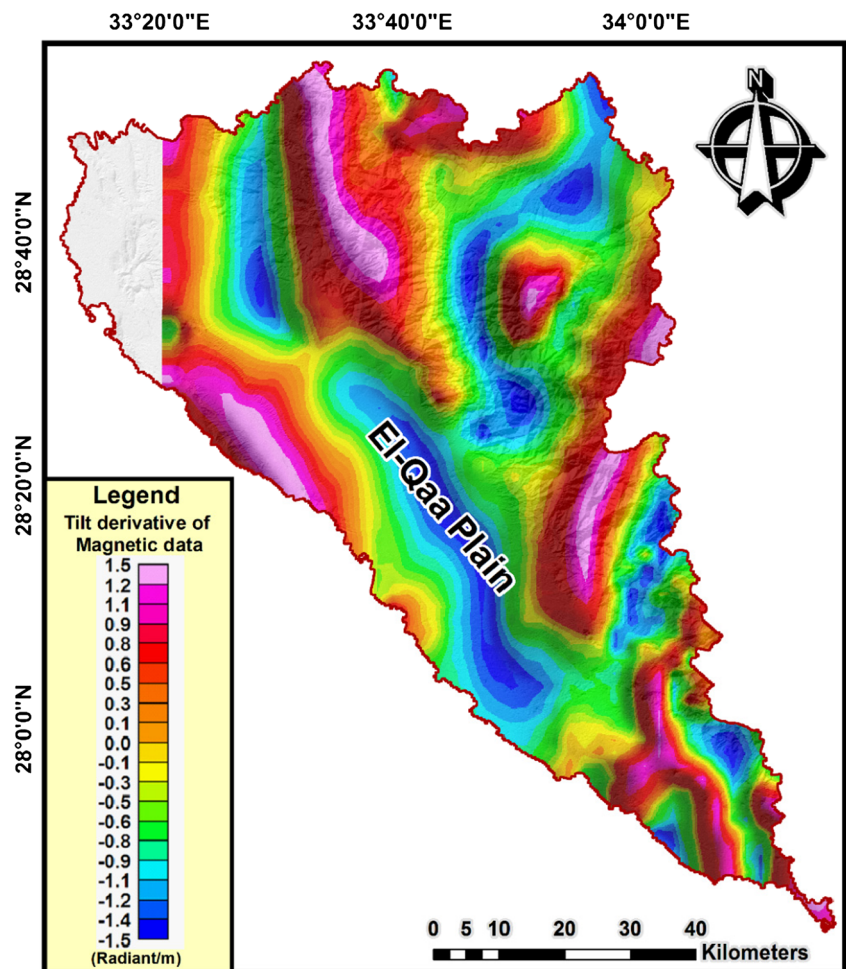 33°20'0"E 33°40'0"E 34°0'0"E
N
28°40'0"N
28°20'0"N
28°0'0"N
El-Qaa Plain
Legend
Tilt derivative of
Magnetic data
1.5
1.2
1.1
0.9
0.8
0.6
0.5
0.3
0.1
0.0
-0.1
-0.3
-0.5
-0.6
-0.8
-0.9
-1.1
-1.2
-1.4
-1.5
(Radiant/m)
0 5 10 20 30 40
Kilometers